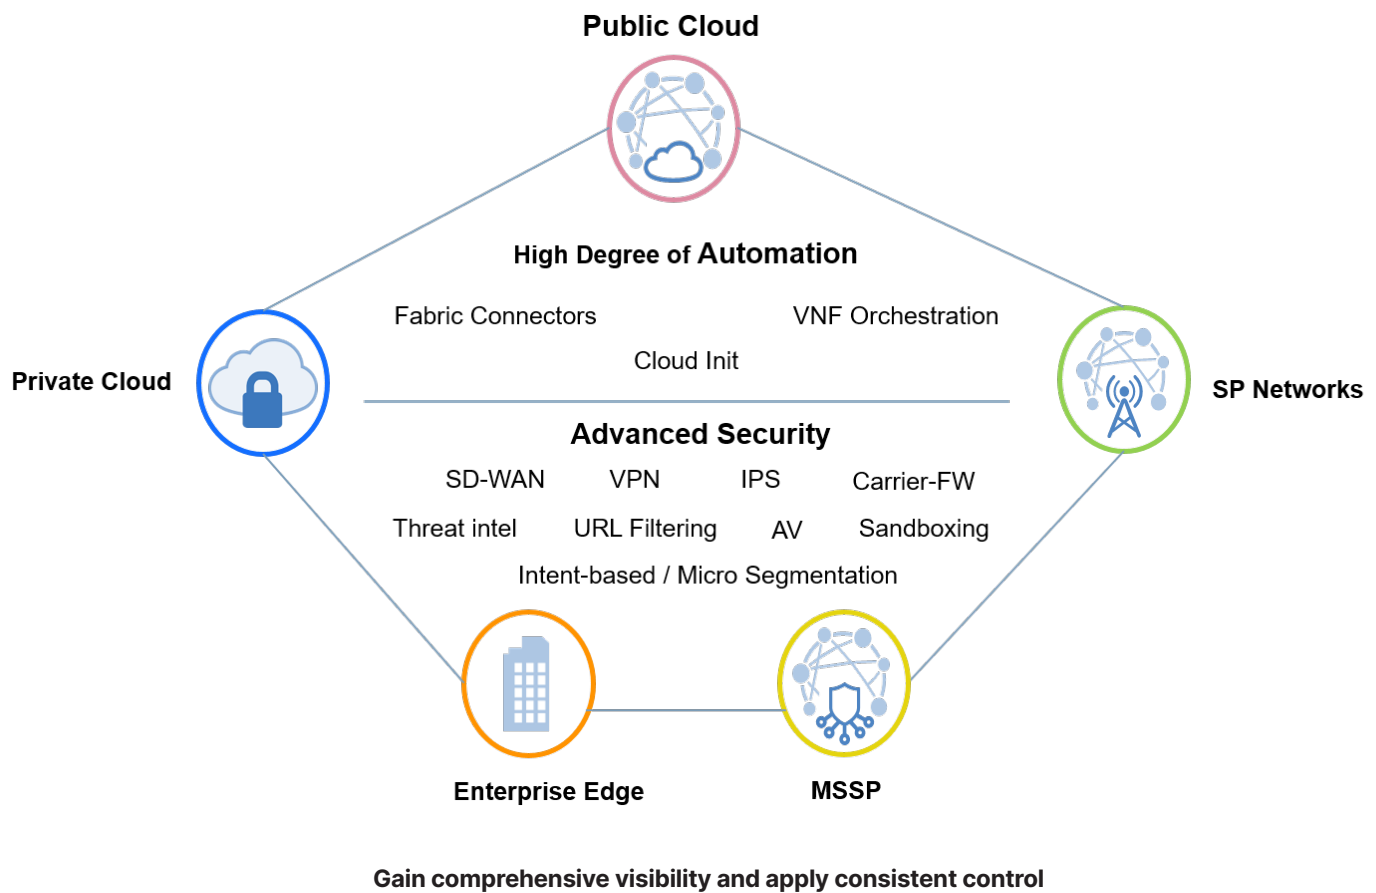 Public Cloud
High Degree of Automation
Fabric Connectors
VNF Orchestration
Cloud Init
Private Cloud
SP Networks
Advanced Security
SD-WAN
VPN
IPS
Carrier-FW
Threat intel
URL Filtering
AV
Sandboxing
Intent-based / Micro Segmentation
Enterprise Edge
MSSP
Gain comprehensive visibility and apply consistent control